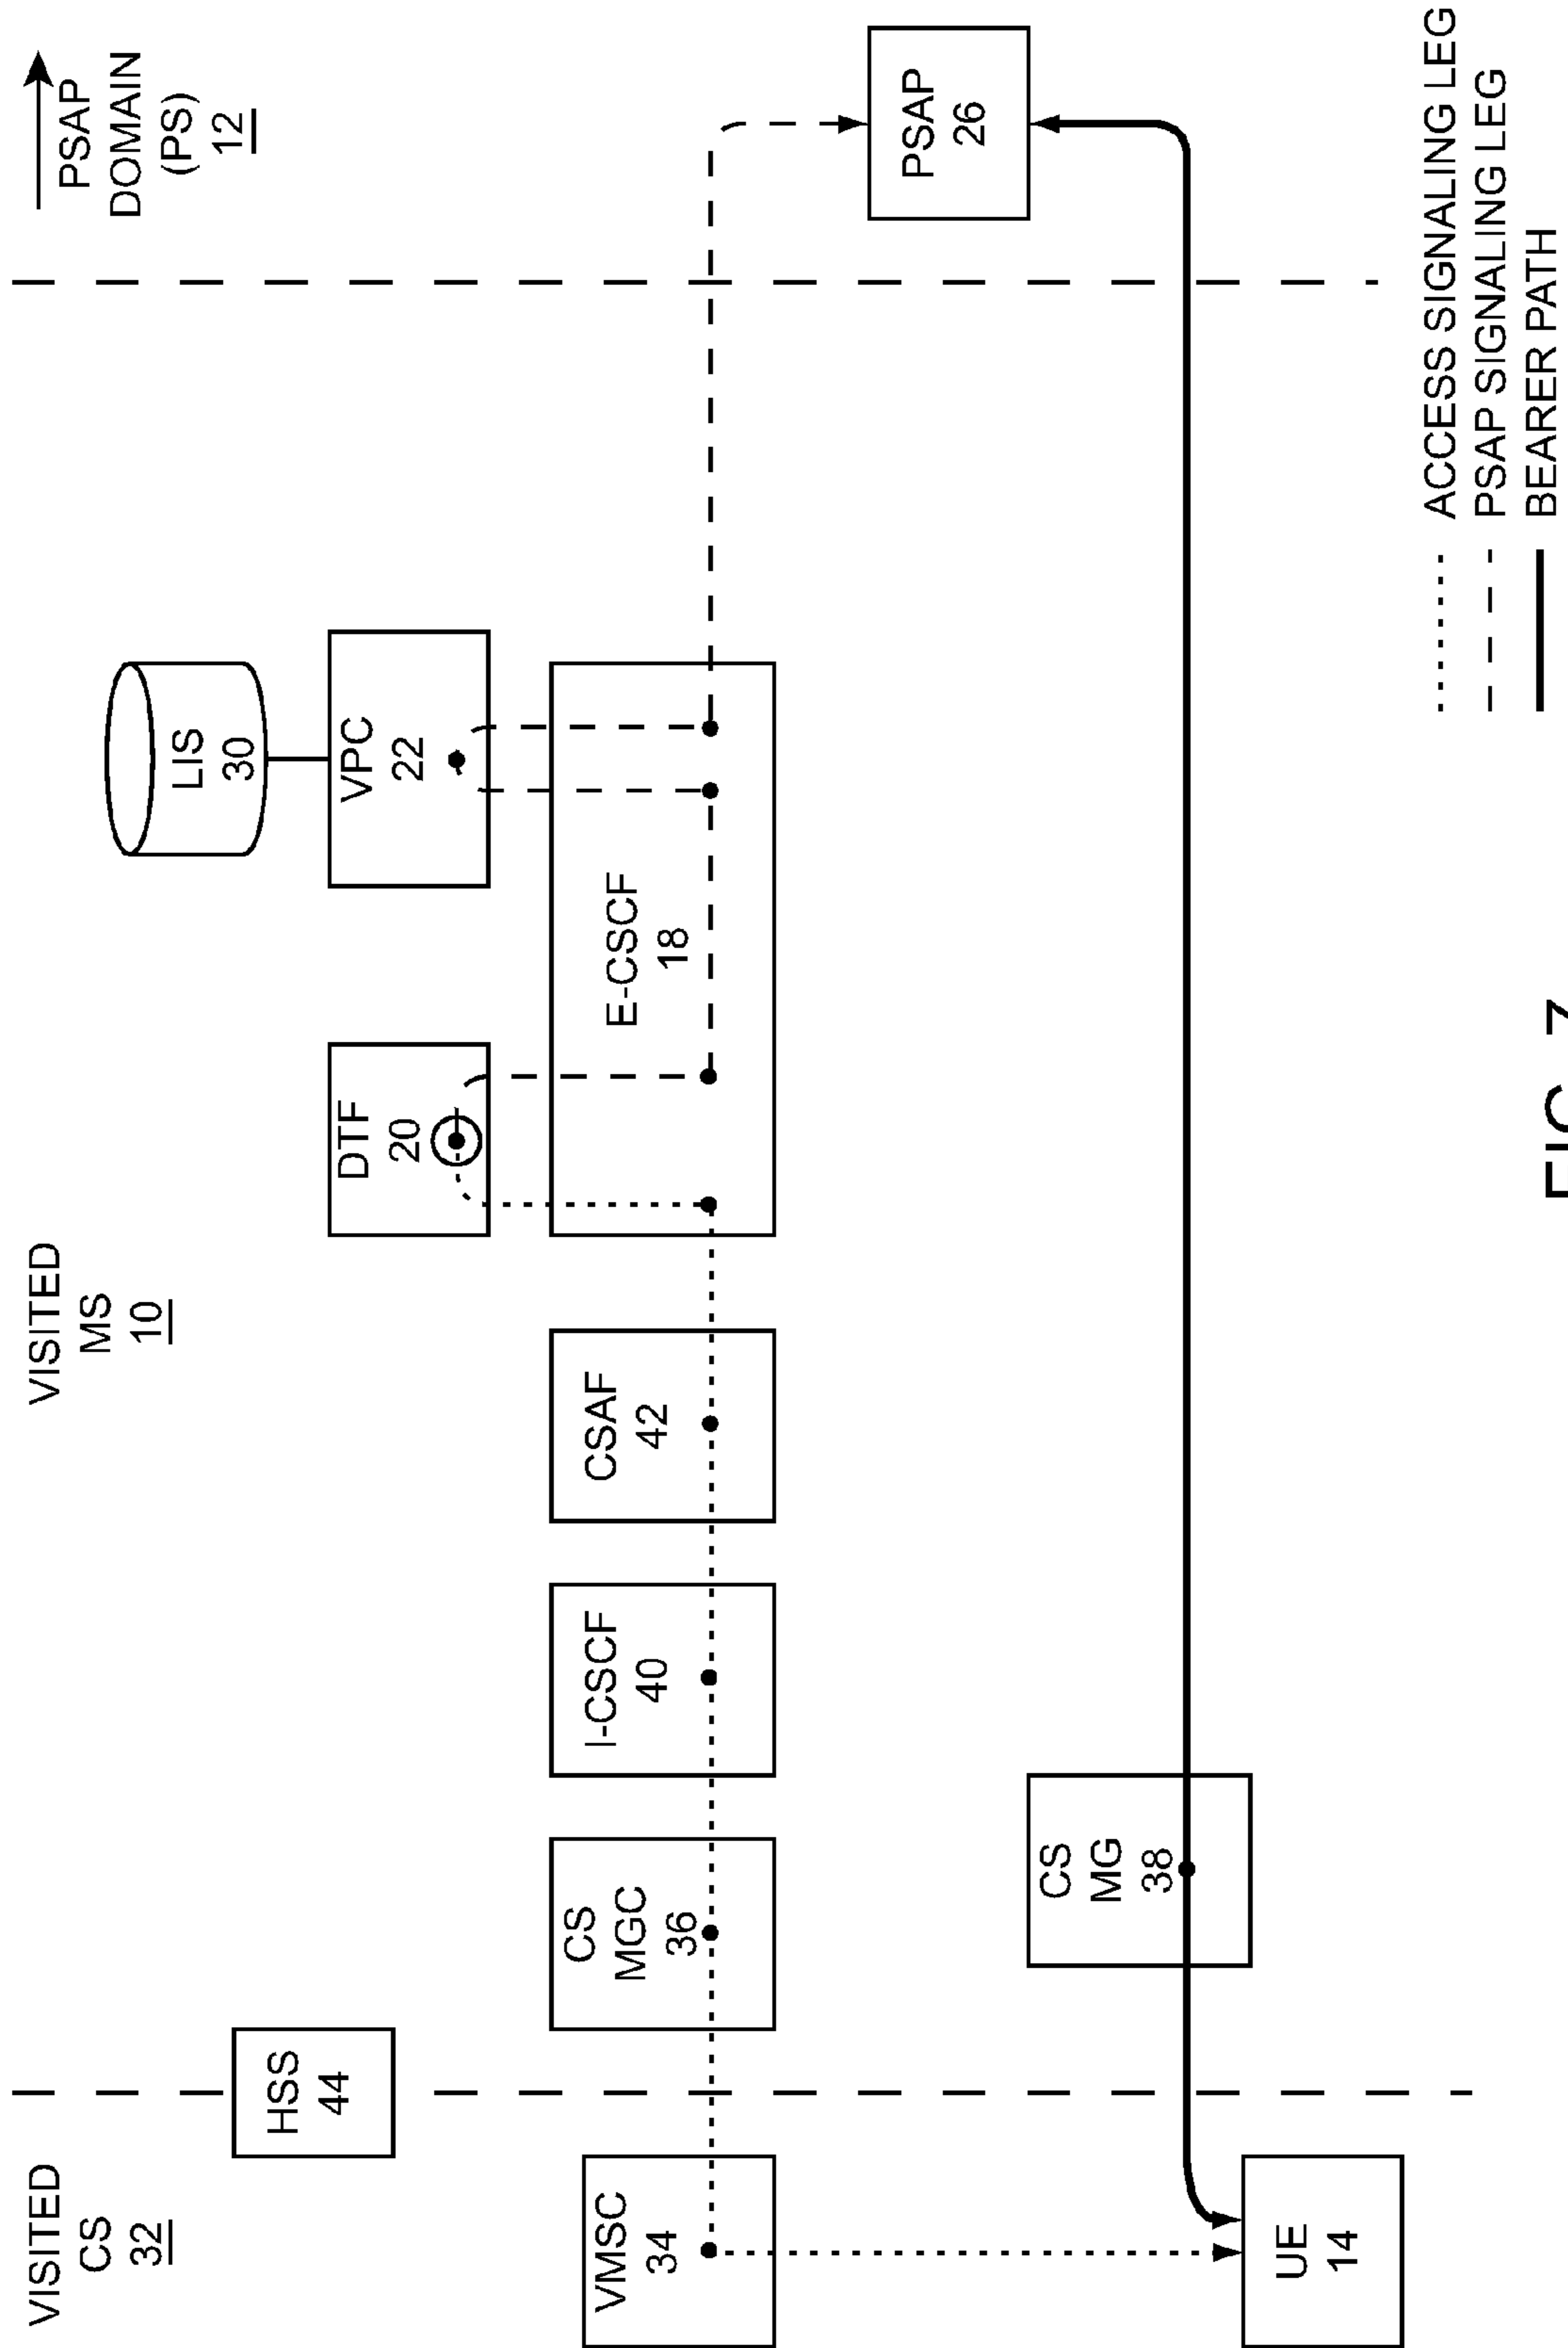 VISITED
CS
32
VISITED
MS
10
PSAP
DOMAIN
(PS)
12
HSS
44
LIS
30
DTF
20
VPC
22
VMSC
34
CS
MGC
36
I-CSCF
40
CSAF
42
E-CSCF
18
PSAP
26
CS
MG
38
UE
14
ACCESS SIGNALING LEG
PSAP SIGNALING LEG
BEARER PATH
FIG.